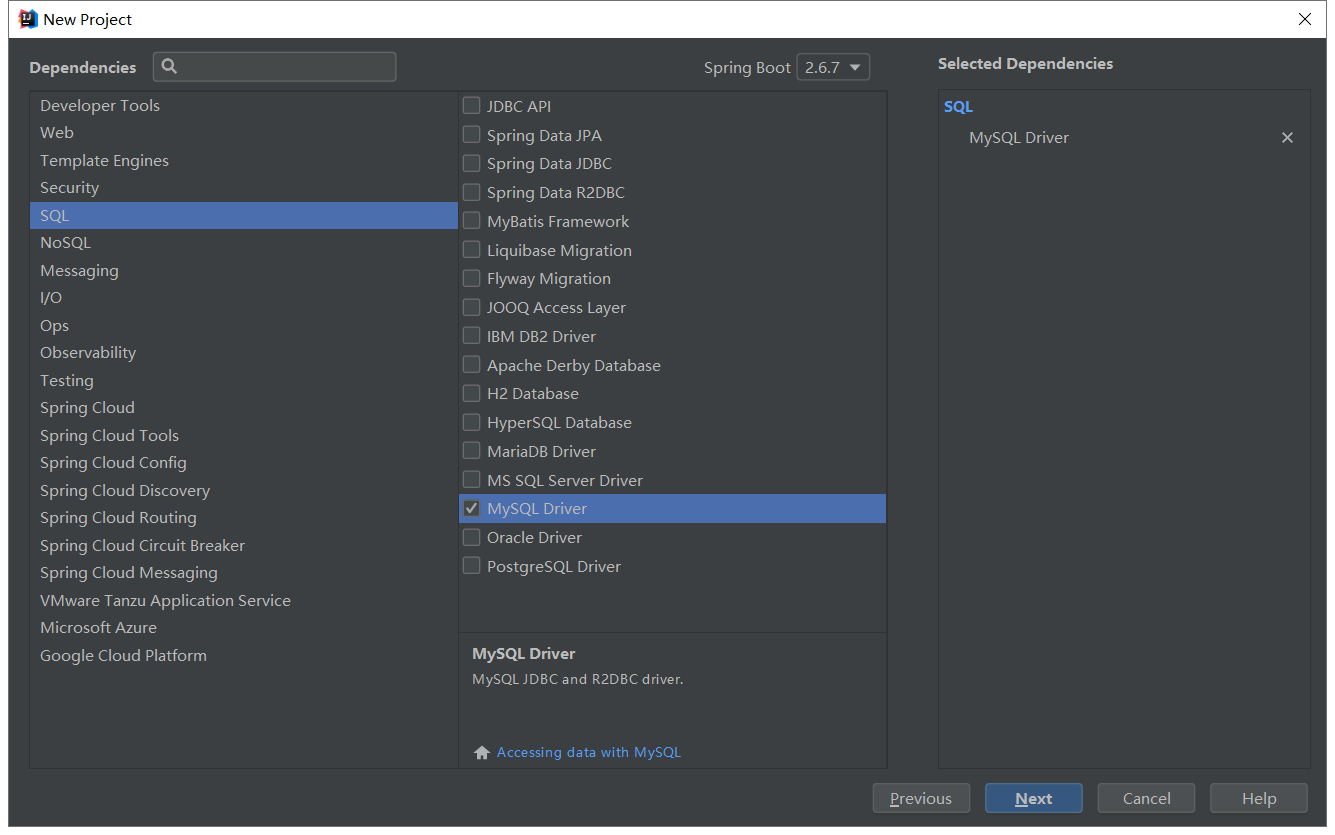 New Project
Dependencies
Spring Boot 2.6.7
Selected Dependencies
Developer Tools
Web
Template Engines
Security
SQL
NoSQL
Messaging
I/O
Ops
Observability
Testing
Spring Cloud
Spring Cloud Tools
Spring Cloud Config
Spring Cloud Discovery
Spring Cloud Routing
Spring Cloud Circuit Breaker
Spring Cloud Messaging
VMware Tanzu Application Service
Microsoft Azure
Google Cloud Platform
JDBC API
Spring Data JPA
Spring Data JDBC
Spring Data R2DBC
MyBatis Framework
Liquibase Migration
Flyway Migration
JOOQ Access Layer
IBM DB2 Driver
Apache Derby Database
H2 Database
HyperSQL Database
MariaDB Driver
MS SQL Server Driver
MySQL Driver
Oracle Driver
PostgreSQL Driver
MySQL Driver
MySQL JDBC and R2DBC driver.
Accessing data with MySQL
SQL
MySQL Driver
Previous
Next
Cancel
Help